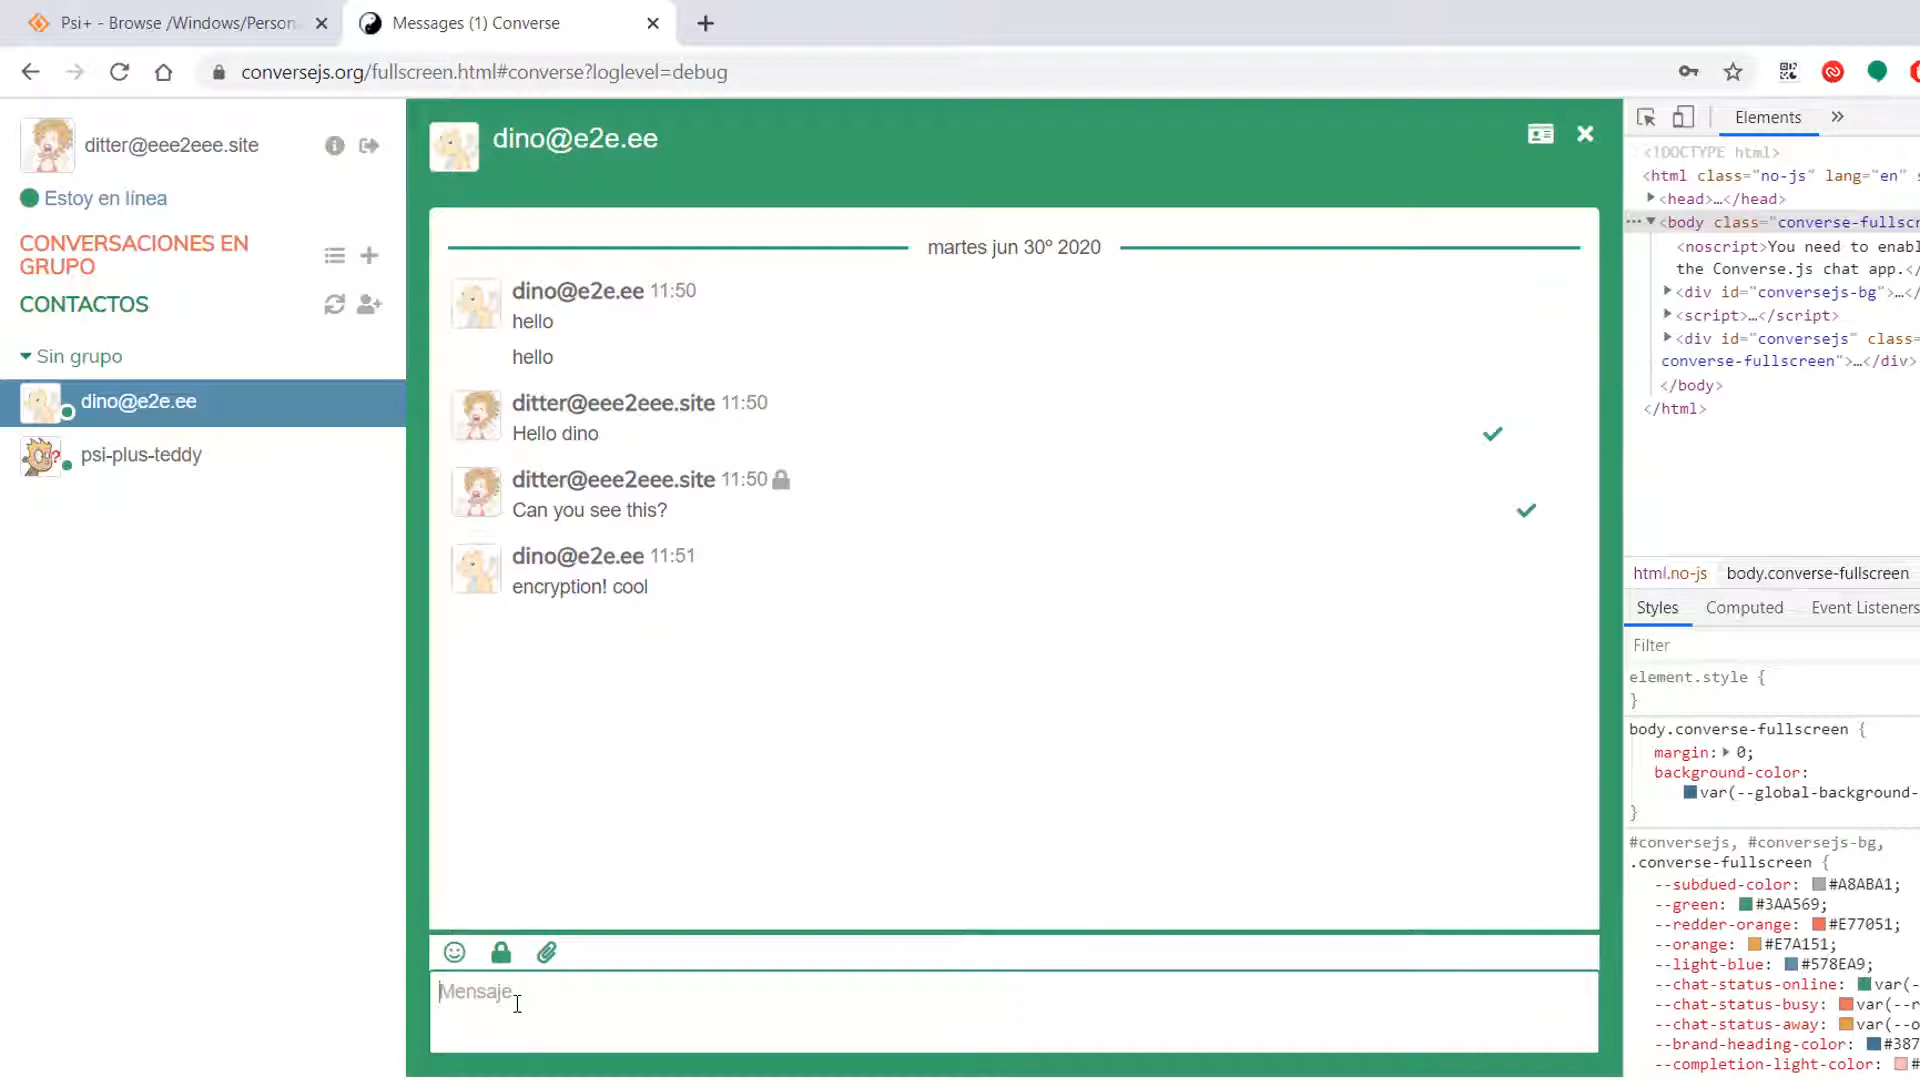 Psi+ - Browse /Windows/Person
Messages (1) Converse
conversejs.org/fullscreen.html#converse?loglevel=debug
ditter@eee2eee.site
Estoy en línea
CONVERSACIONES EN
GRUPO
CONTACTOS
Sin grupo
dino@e2e.ee
psi-plus-teddy
dino@e2e.ee
martes jun 30º 2020
dino@e2e.ee 11:50
hello
hello
ditter@eee2eee.site 11:50
Hello dino
ditter@eee2eee.site 11:50
Can you see this?
dino@e2e.ee 11:51
encryption! cool
Mensaje
Elements
<!DOCTYPE html>
<html class="no-js" lang="en" s
<head>…</head>
<body class="converse-fullscr
<noscript>You need to enabl
the Converse.js chat app.</
<div id="conversejs-bg">…</
<script>…</script>
<div id="conversejs" class=
converse-fullscreen">…</div>
</body>
</html>
html.no-js body.converse-fullscreen
Styles Computed Event Listeners
Filter
element.style {
}
body.converse-fullscreen {
margin: 0;
background-color:
var(--global-background-
}
#conversejs, #conversejs-bg,
.converse-fullscreen {
--subdued-color: #A8ABA1;
--green: #3AA569;
--redder-orange: #E77051;
--orange: #E7A151;
--light-blue: #578EA9;
--chat-status-online: var(-
--chat-status-busy: var(--r
--chat-status-away: var(--o
--brand-heading-color: #387
--completion-light-color: #